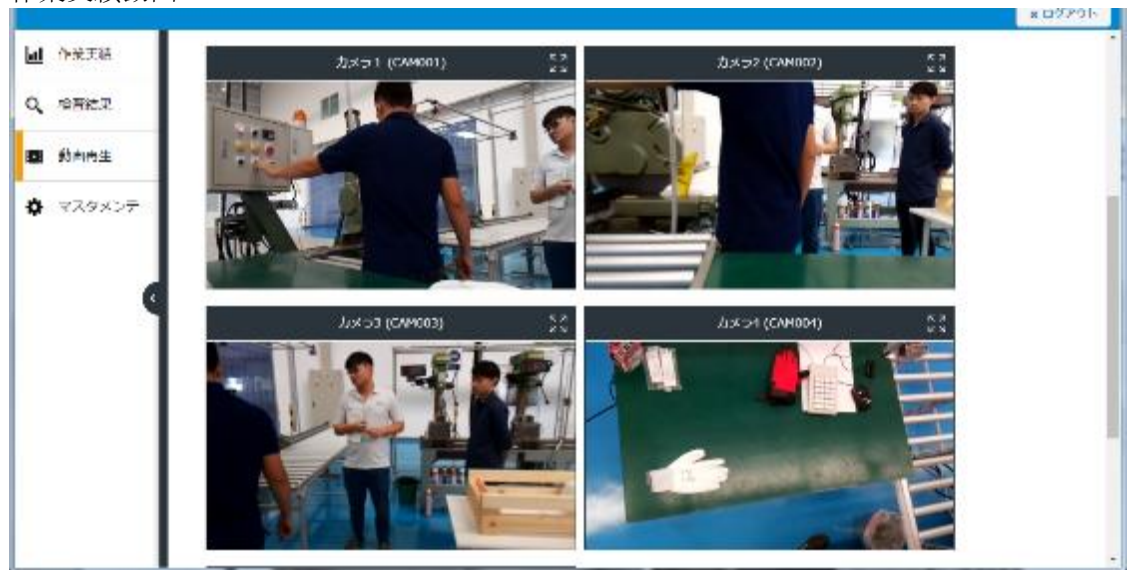 ログアウト
作業実績
カメラ1 (CAM001)
カメラ2 (CAM002)
動画再生
マスタメンテ
カメラ3 (CAM003)
カメラ4 (CAM004)